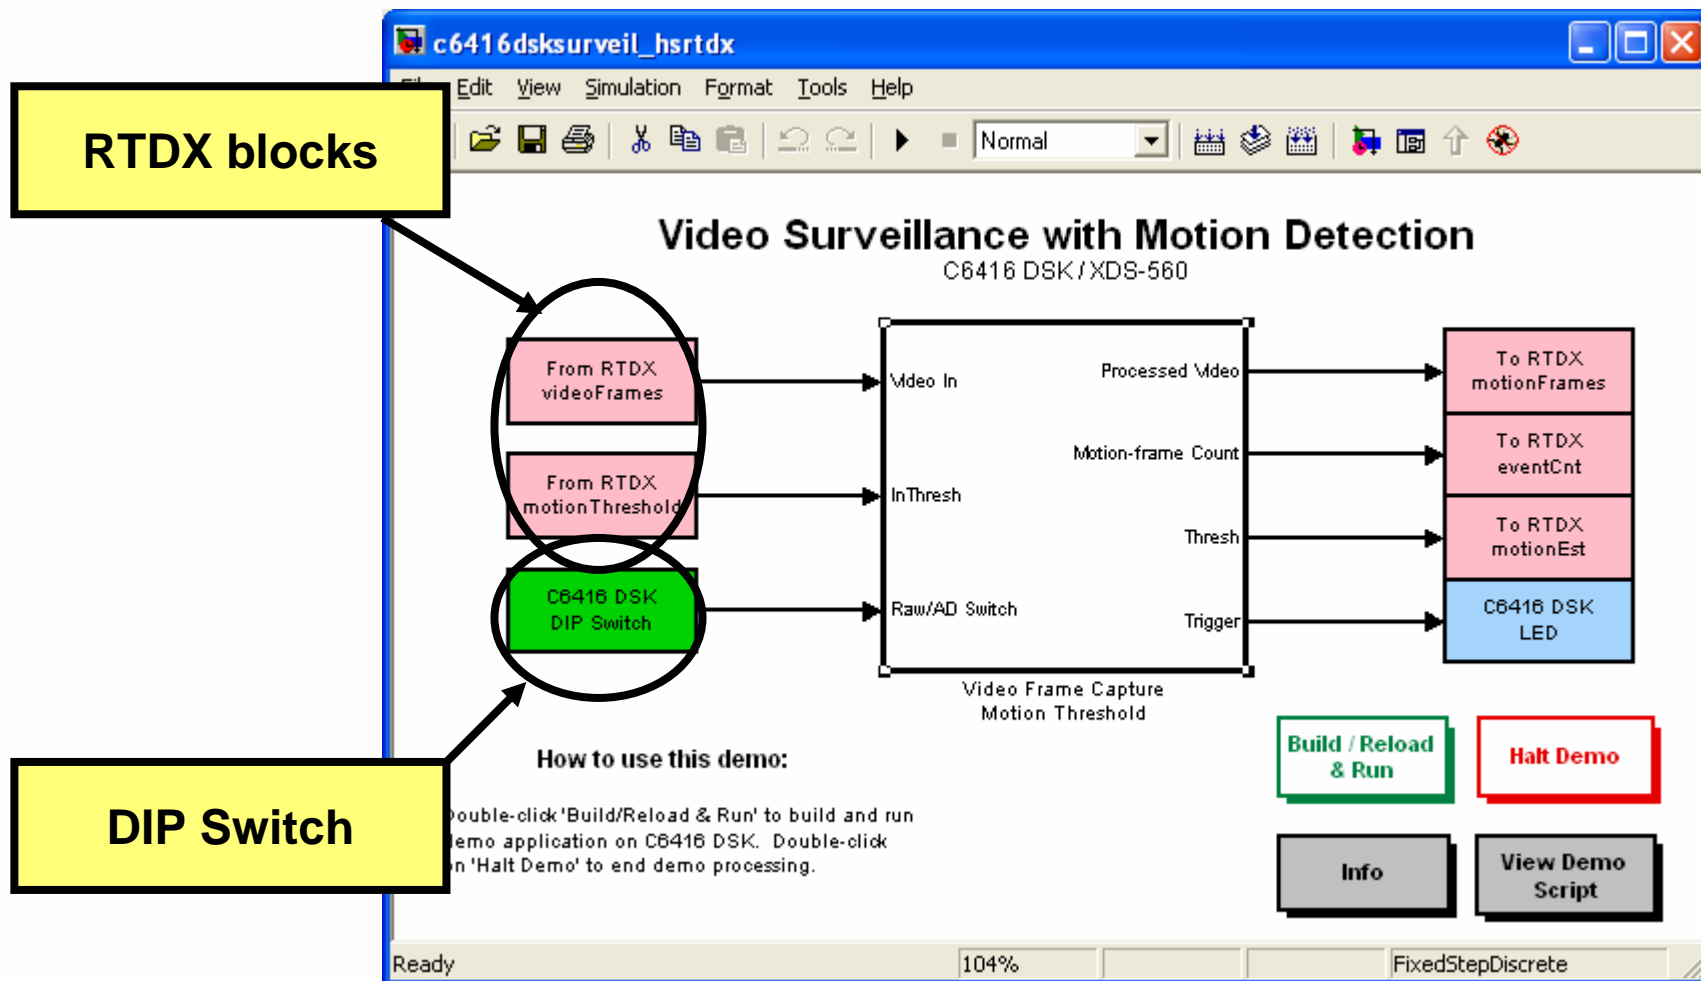 c6416dsksurveil_hsrtdx
Edit View Simulation Format Tools Help
RTDX blocks
Normal
Video Surveillance with Motion Detection
C6416 DSK / XDS-560
From RTDX
videoFrames
Video In
Processed Video
To RTDX
motionFrames
Motion-frame Count
To RTDX
eventCnt
From RTDX
motionThreshold
InThresh
Thresh
To RTDX
motionEst
C6416 DSK
DIP Switch
Raw/AD Switch
Trigger
C6416 DSK
LED
Video Frame Capture
Motion Threshold
How to use this demo:
Build / Reload
& Run
Halt Demo
DIP Switch
Double-click 'Build/Reload & Run' to build and run
demo application on C6416 DSK. Double-click
on 'Halt Demo' to end demo processing.
Info
View Demo
Script
Ready
104%
FixedStepDiscrete